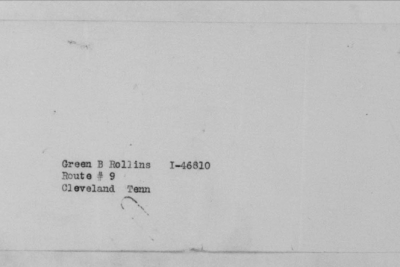 Green B Rollins I-46810
Route # 9
Cleveland Tenn